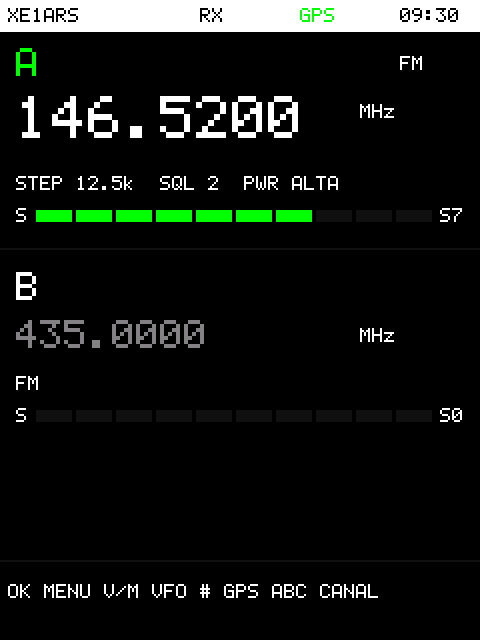 XE1ARS RX GPS 09:30
A FM
146.5200 MHz
STEP 12.5k SQL 2 PWR ALTA
S S7
B
435.0000 MHz
FM
S S0
OK MENU V/M VFO # GPS ABC CANAL